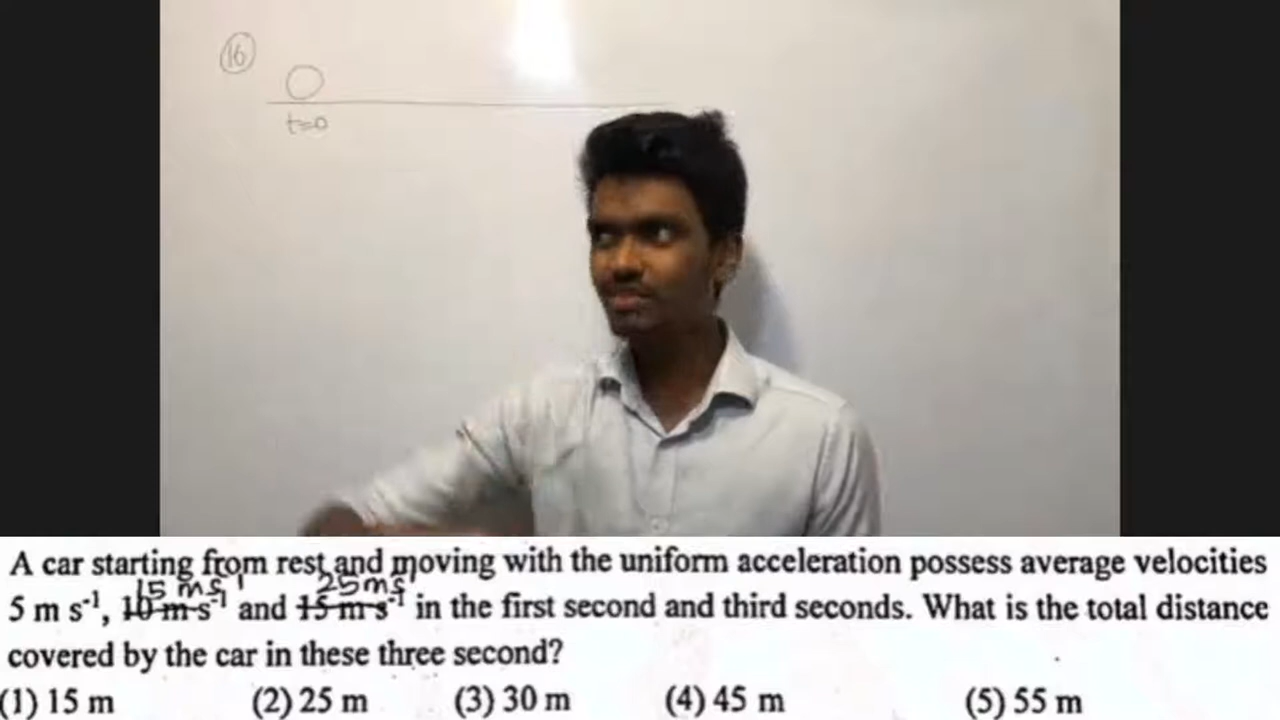 16
t=0
A car starting from rest and moving with the uniform acceleration possess average velocities
15 ms⁻¹ 25ms⁻¹
5 m s⁻¹, 10 m s⁻¹ and 15 m s⁻¹ in the first second and third seconds. What is the total distance
covered by the car in these three second?
(1) 15 m (2) 25 m (3) 30 m (4) 45 m (5) 55 m